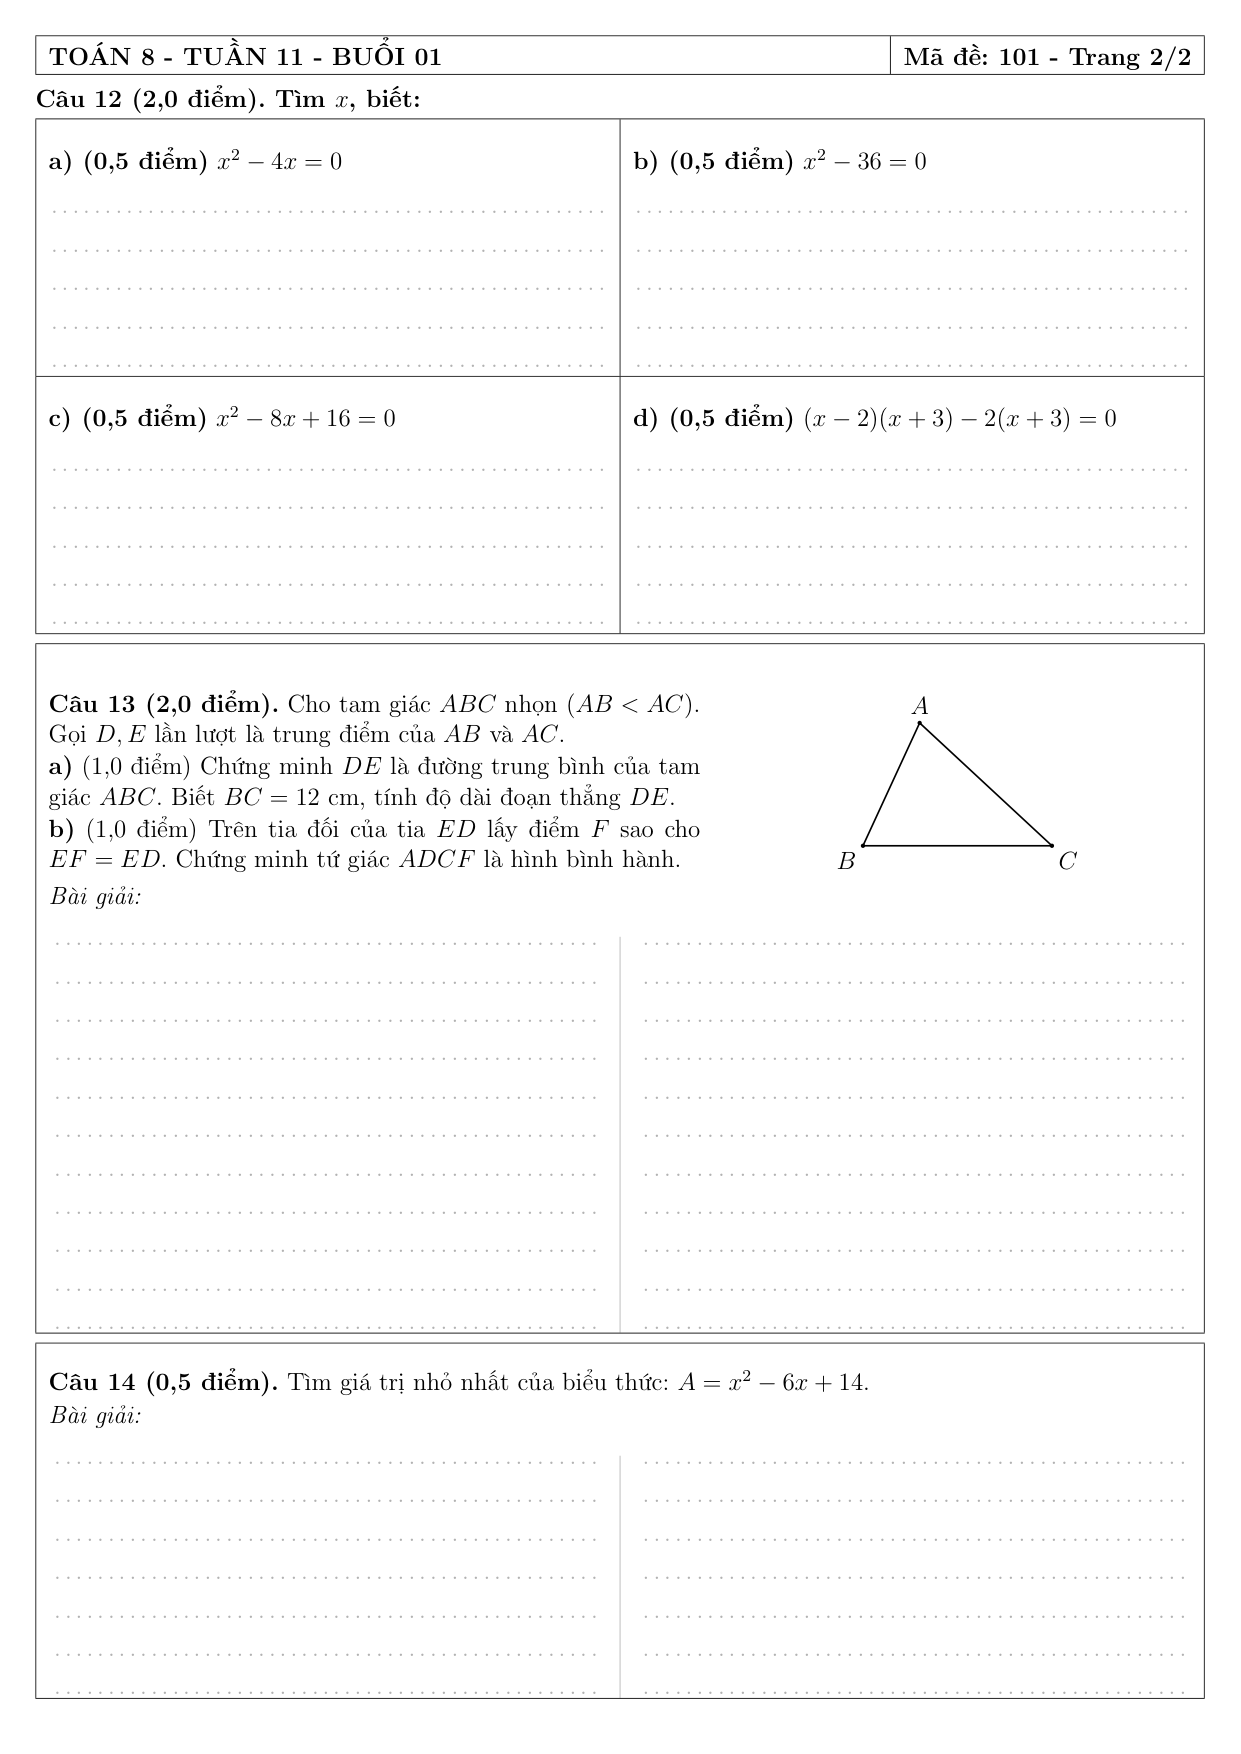 TOÁN 8 - TUẦN 11 - BUỔI 01
Mã đề: 101 - Trang 2/2
Câu 12 (2,0 điểm). Tìm x, biết:
a) (0,5 điểm) x² − 4x = 0
b) (0,5 điểm) x² − 36 = 0
c) (0,5 điểm) x² − 8x + 16 = 0
d) (0,5 điểm) (x − 2)(x + 3) − 2(x + 3) = 0
Câu 13 (2,0 điểm). Cho tam giác ABC nhọn (AB < AC).
Gọi D, E lần lượt là trung điểm của AB và AC.
a) (1,0 điểm) Chứng minh DE là đường trung bình của tam
giác ABC. Biết BC = 12 cm, tính độ dài đoạn thẳng DE.
b) (1,0 điểm) Trên tia đối của tia ED lấy điểm F sao cho
EF = ED. Chứng minh tứ giác ADCF là hình bình hành.
A
B
C
Bài giải:
Câu 14 (0,5 điểm). Tìm giá trị nhỏ nhất của biểu thức: A = x² − 6x + 14.
Bài giải: